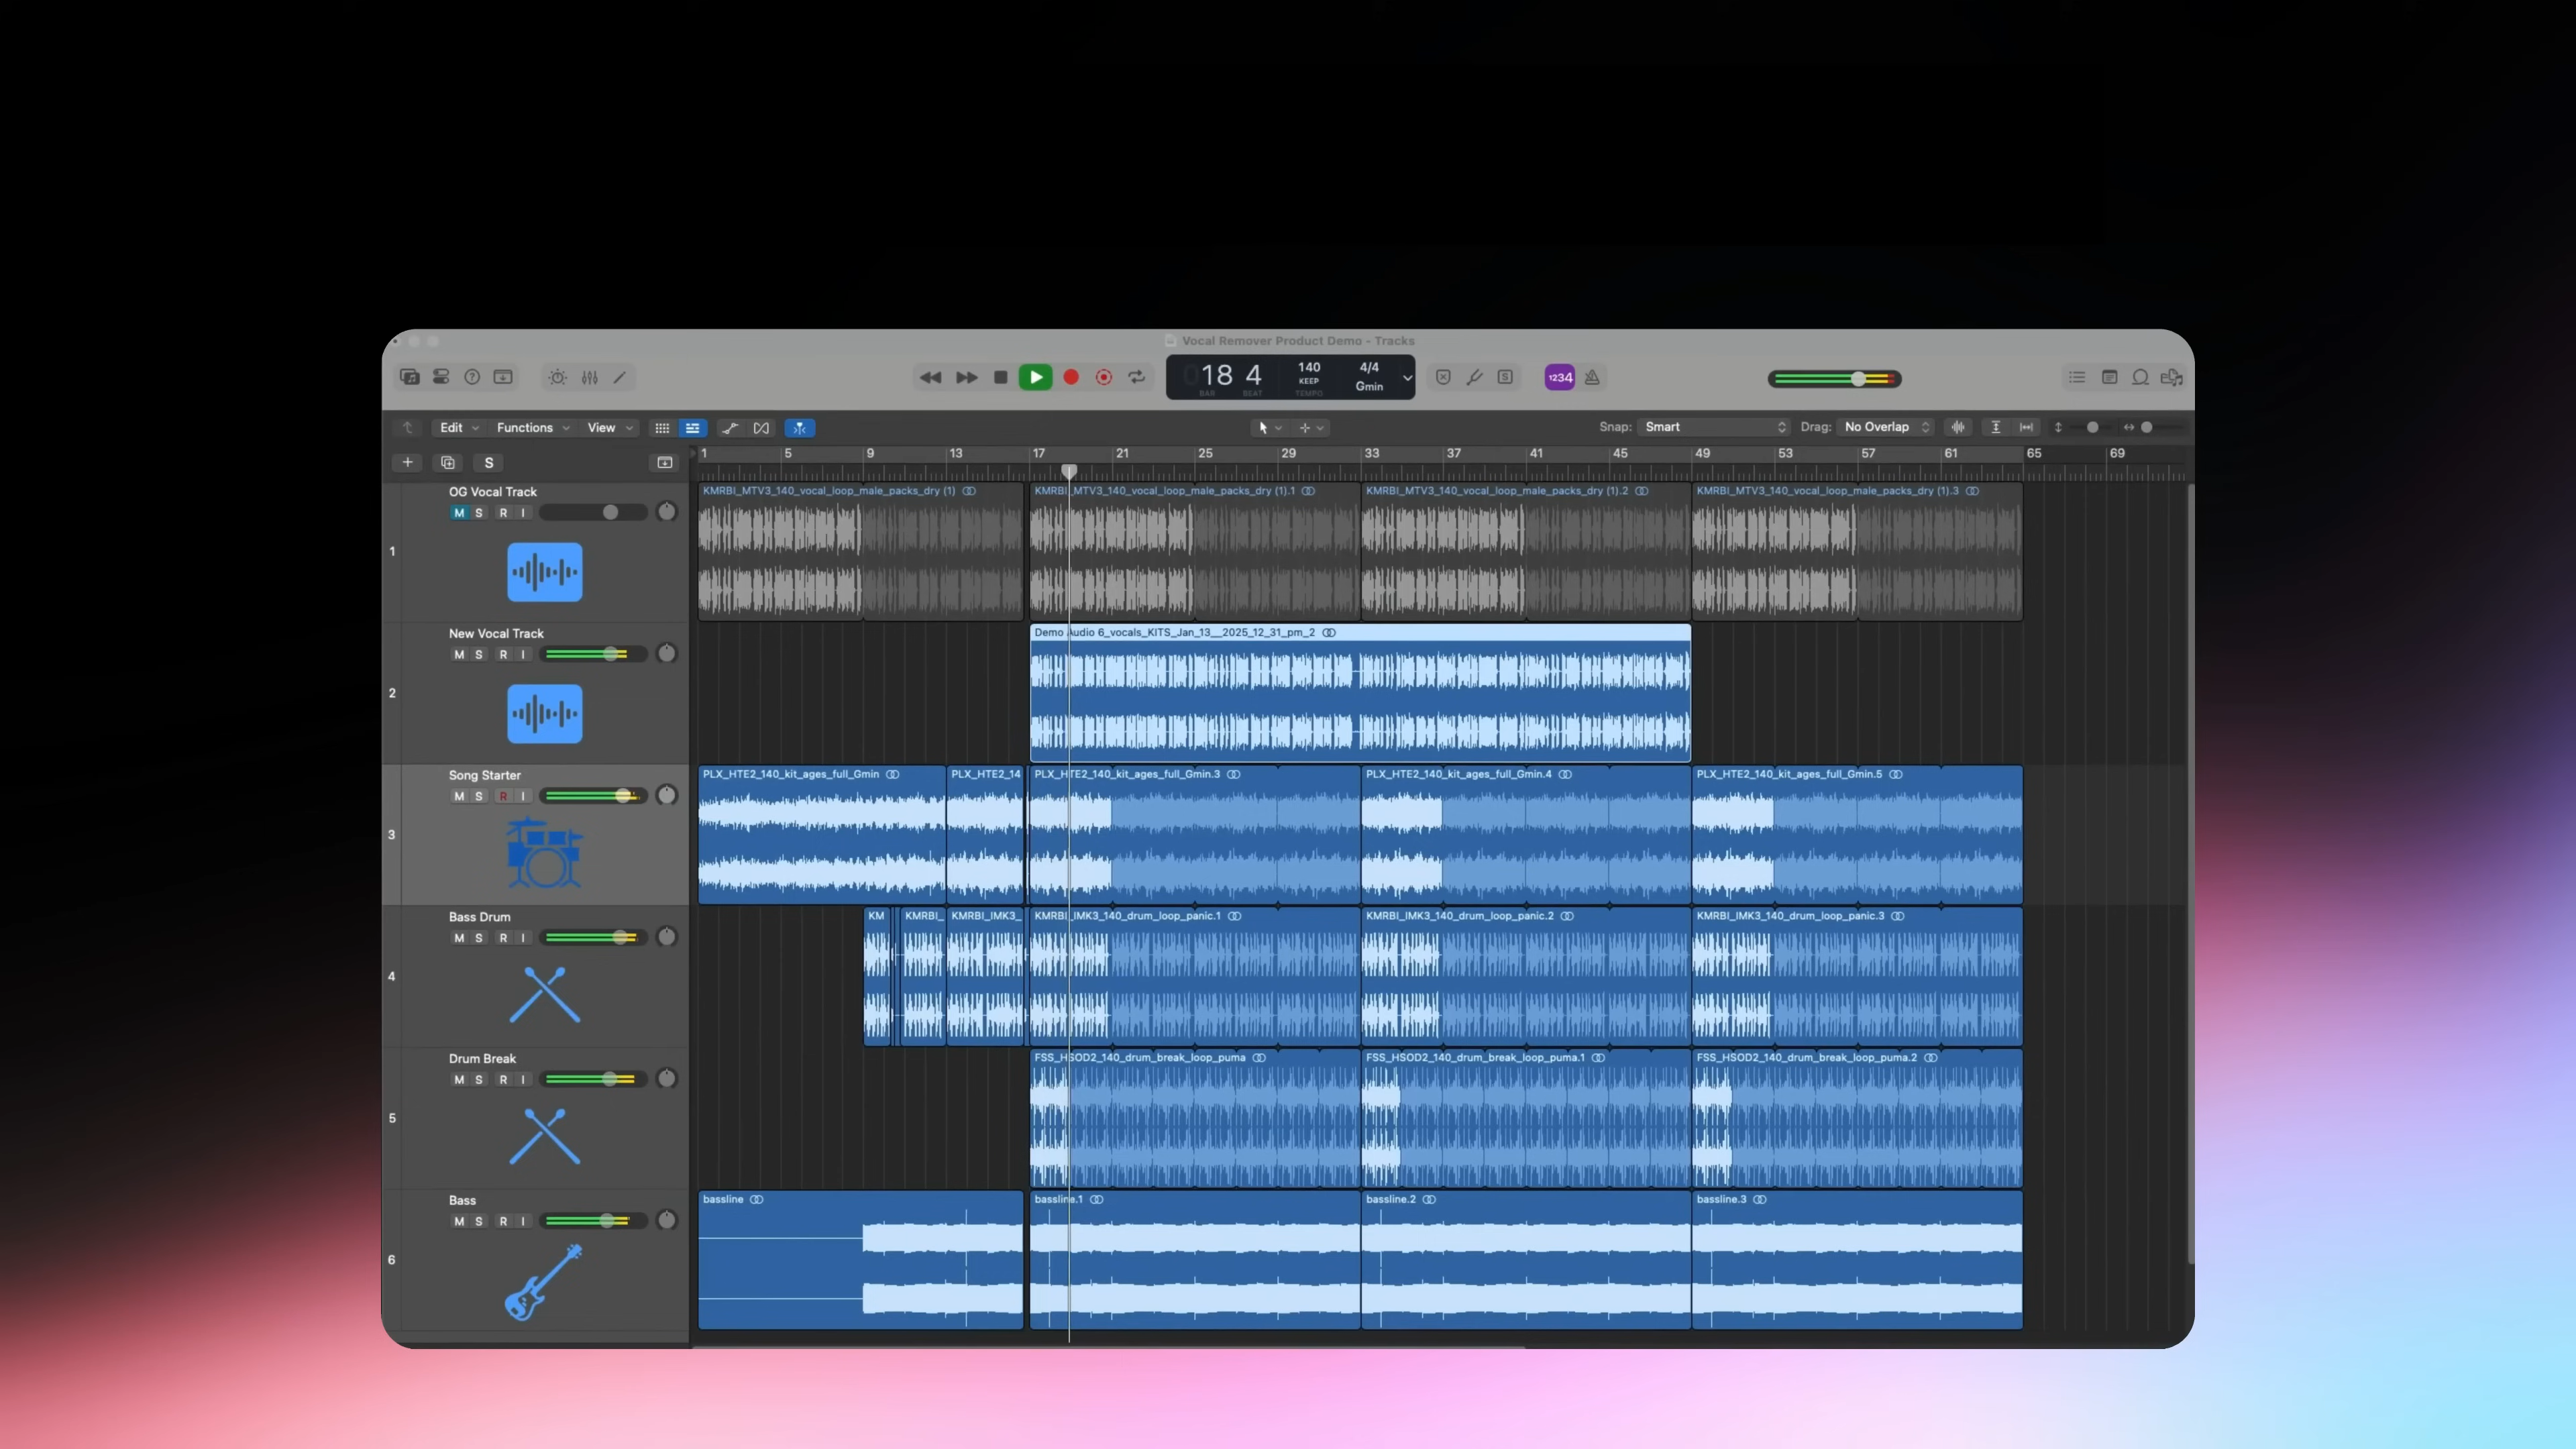 Vocal Remover Product Demo - Tracks
018 4 140 4/4
BAR BEAT KEEP TEMPO Gmin
1234
Edit Functions View Snap: Smart Drag: No Overlap
S
1 5 9 13 17 21 25 29 33 37 41 45 49 53 57 61 65 69
1
OG Vocal Track
M S R I
KMRBI_MTV3_140_vocal_loop_male_packs_dry (1) KMRBI_MTV3_140_vocal_loop_male_packs_dry (1).1 KMRBI_MTV3_140_vocal_loop_male_packs_dry (1).2 KMRBI_MTV3_140_vocal_loop_male_packs_dry (1).3
2
New Vocal Track
M S R I
Demo Audio 6_vocals_KITS_Jan_13__2025_12_31_pm_2
3
Song Starter
M S R I
PLX_HTE2_140_kit_ages_full_Gmin PLX_HTE2_14 PLX_HTE2_140_kit_ages_full_Gmin.3 PLX_HTE2_140_kit_ages_full_Gmin.4 PLX_HTE2_140_kit_ages_full_Gmin.5
4
Bass Drum
M S R I
KM KMRBI_ KMRBI_IMK3_ KMRBI_IMK3_140_drum_loop_panic.1 KMRBI_IMK3_140_drum_loop_panic.2 KMRBI_IMK3_140_drum_loop_panic.3
5
Drum Break
M S R I
FSS_HSOD2_140_drum_break_loop_puma FSS_HSOD2_140_drum_break_loop_puma.1 FSS_HSOD2_140_drum_break_loop_puma.2
6
Bass
M S R I
bassline bassline.1 bassline.2 bassline.3